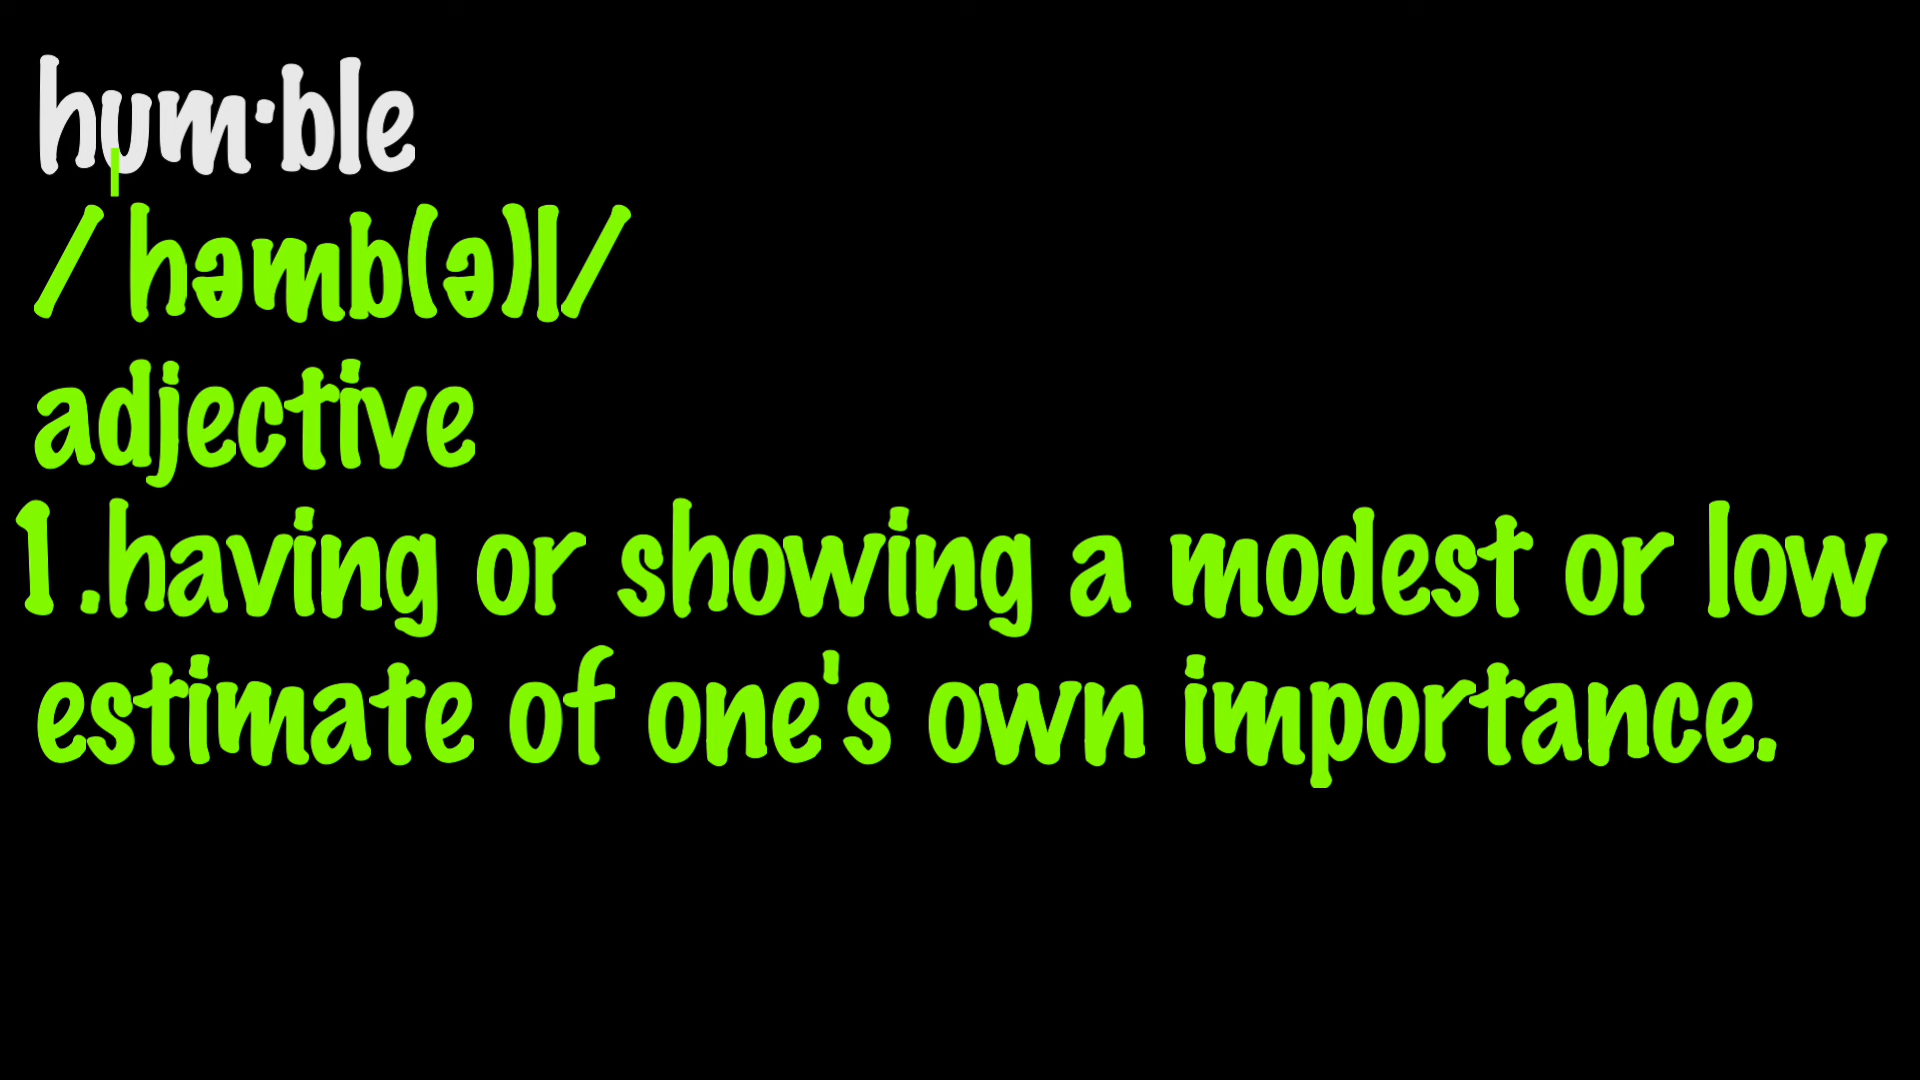 hum·ble
/ˈhəmb(ə)l/
adjective
1.having or showing a modest or low
estimate of one's own importance.